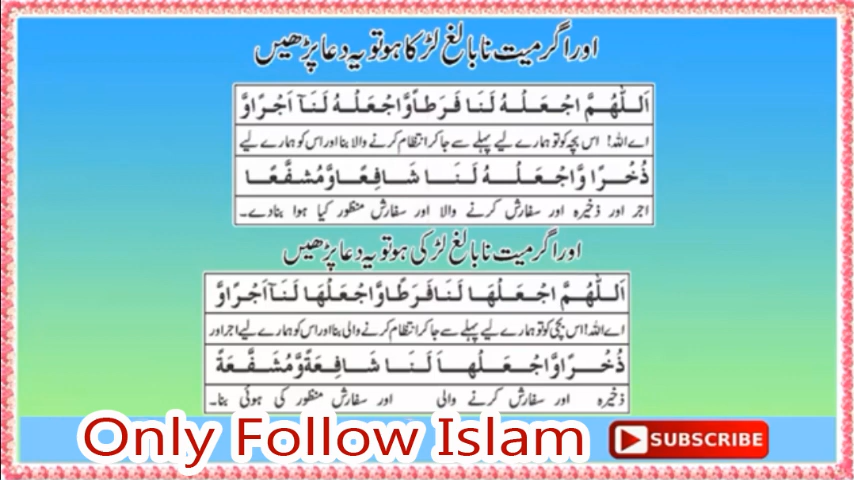 اور اگر میت نابالغ لڑکا ہو تو یہ دعا پڑھیں
اَللّٰهُمَّ اجْعَلْهُ لَنَا فَرَطاً وَّاجْعَلْهُ لَنَآ اَجْرًا وَّ
اے اللہ! اس بچہ کو تو ہمارے لیے پہلے سے جا کر انتظام کرنے والا بنا اور اس کو ہمارے لیے
ذُخْرًا وَّاجْعَلْهُ لَنَا شَافِعًا وَّمُشَفَّعًا
اجر اور ذخیرہ اور سفارش کرنے والا اور سفارش منظور کیا ہوا بنادے۔
اور اگر میت نابالغ لڑکی ہو تو یہ دعا پڑھیں
اَللّٰهُمَّ اجْعَلْهَا لَنَا فَرَطًا وَّاجْعَلْهَا لَنَآ اَجْرًا وَّ
اے اللہ! اس بچی کو تو ہمارے لیے پہلے سے جا کر انتظام کرنے والی بنا اور اس کو ہمارے لیے اجر اور
ذُخْرًا وَّاجْعَلْهاَ لَنَا شَافِعَةً وَّمُشَفَّعَةً
ذخیرہ اور سفارش کرنے والی اور سفارش منظور کی ہوئی بنا۔
Only Follow Islam
SUBSCRIBE